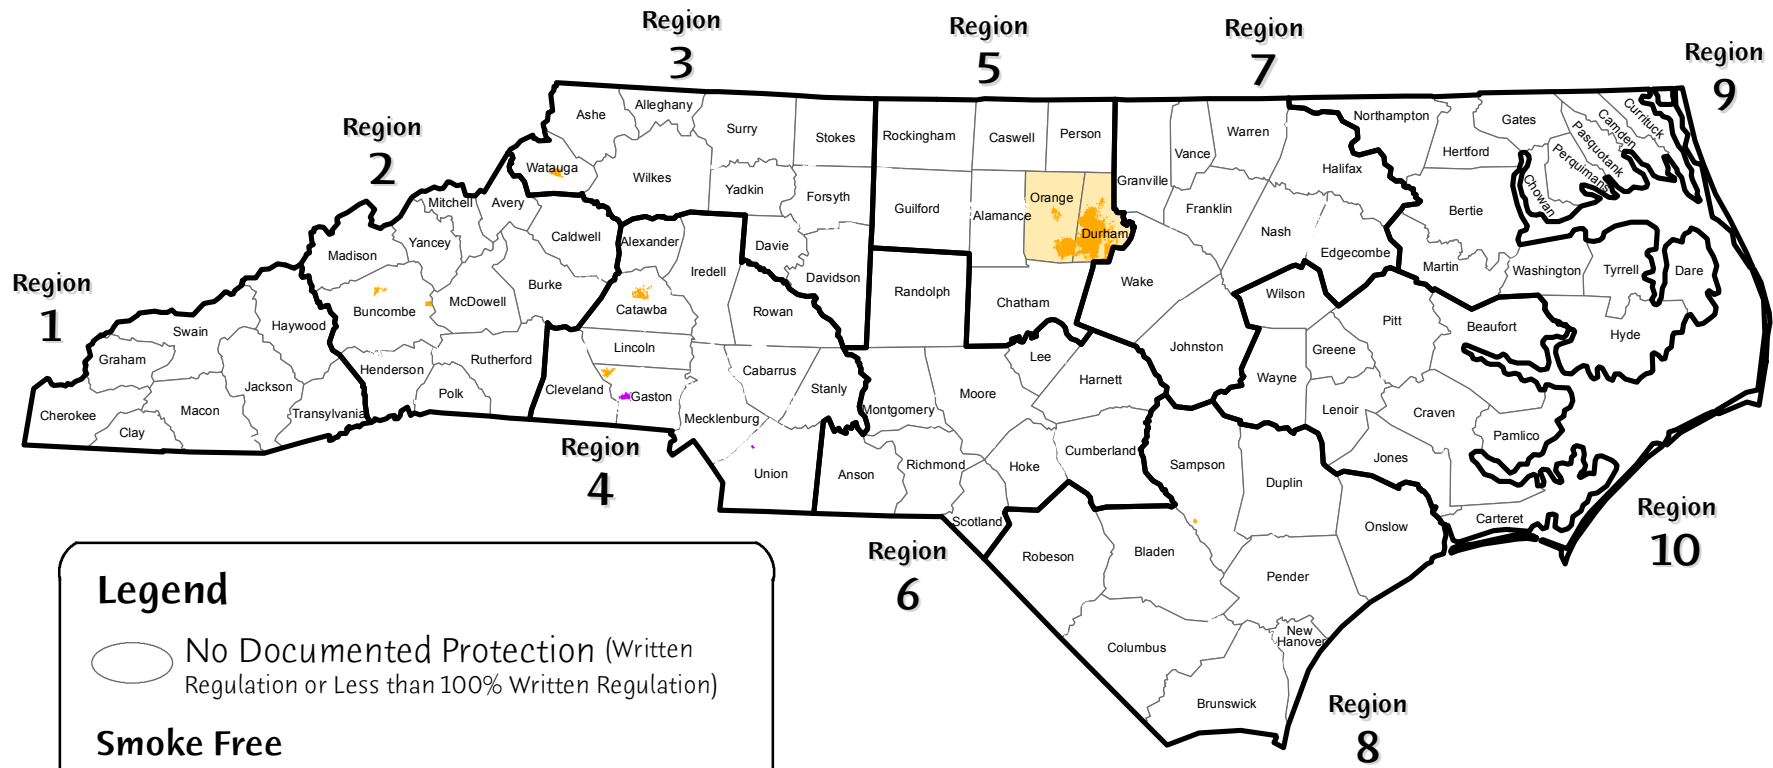 Region
3
Region
5
Region
7
Region
9
Region
2
Region
1
Ashe
Alleghany
Surry
Stokes
Rockingham
Caswell
Person
Vance
Warren
Northampton
Gates
Currituck
Camden
Pasquotank
Perquimans
Chowan
Hertford
Halifax
Watauga
Wilkes
Yadkin
Forsyth
Guilford
Alamance
Orange
Durham
Granville
Franklin
Nash
Edgecombe
Bertie
Martin
Washington
Tyrrell
Dare
Mitchell
Avery
Caldwell
Alexander
Davie
Davidson
Iredell
Madison
Yancey
Burke
McDowell
Buncombe
Catawba
Rowan
Randolph
Chatham
Wake
Wilson
Pitt
Beaufort
Hyde
Swain
Haywood
Graham
Jackson
Henderson
Rutherford
Polk
Lincoln
Cleveland
Gaston
Cabarrus
Stanly
Mecklenburg
Montgomery
Moore
Lee
Harnett
Johnston
Wayne
Greene
Lenoir
Craven
Pamlico
Cherokee
Clay
Macon
Transylvania
Union
Anson
Richmond
Hoke
Cumberland
Sampson
Duplin
Jones
Onslow
Carteret
Scotland
Robeson
Bladen
Pender
Columbus
New
Hanover
Brunswick
Region
4
Region
6
Region
10
Region
8
Legend
No Documented Protection (Written
Regulation or Less than 100% Written Regulation)
Smoke Free